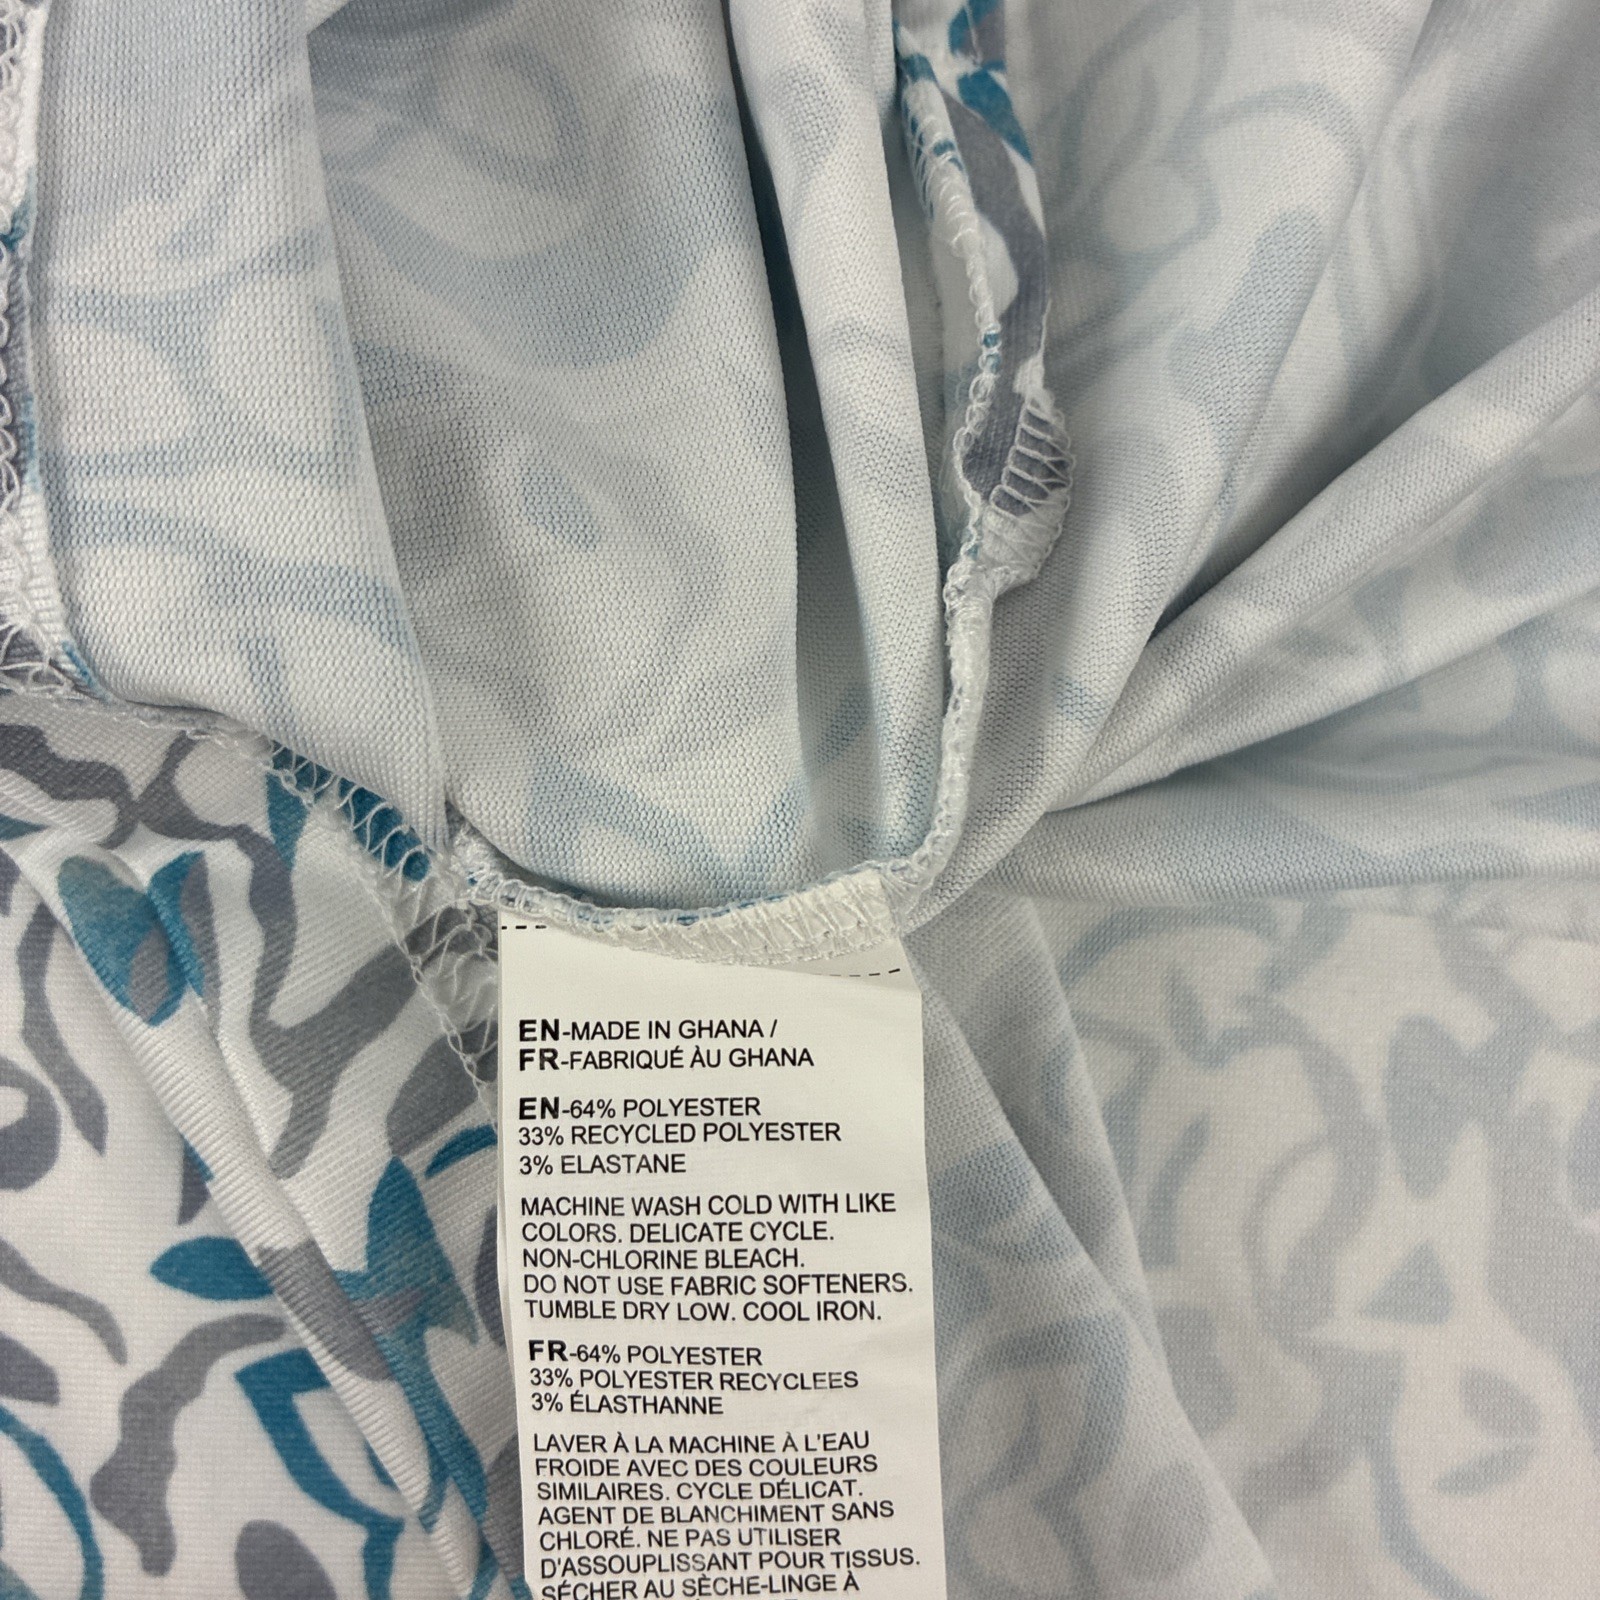 EN-MADE IN GHANA /
FR-FABRIQUÉ ÀU GHANA
EN-64% POLYESTER
33% RECYCLED POLYESTER
3% ELASTANE
MACHINE WASH COLD WITH LIKE
COLORS. DELICATE CYCLE.
NON-CHLORINE BLEACH.
DO NOT USE FABRIC SOFTENERS.
TUMBLE DRY LOW. COOL IRON.
FR-64% POLYESTER
33% POLYESTER RECYCLEES
3% ÉLASTHANNE
LAVER À LA MACHINE À L'EAU
FROIDE AVEC DES COULEURS
SIMILAIRES. CYCLE DÉLICAT.
AGENT DE BLANCHIMENT SANS
CHLORÉ. NE PAS UTILISER
D'ASSOUPLISSANT POUR TISSUS.
SÉCHER AU SÈCHE-LINGE À